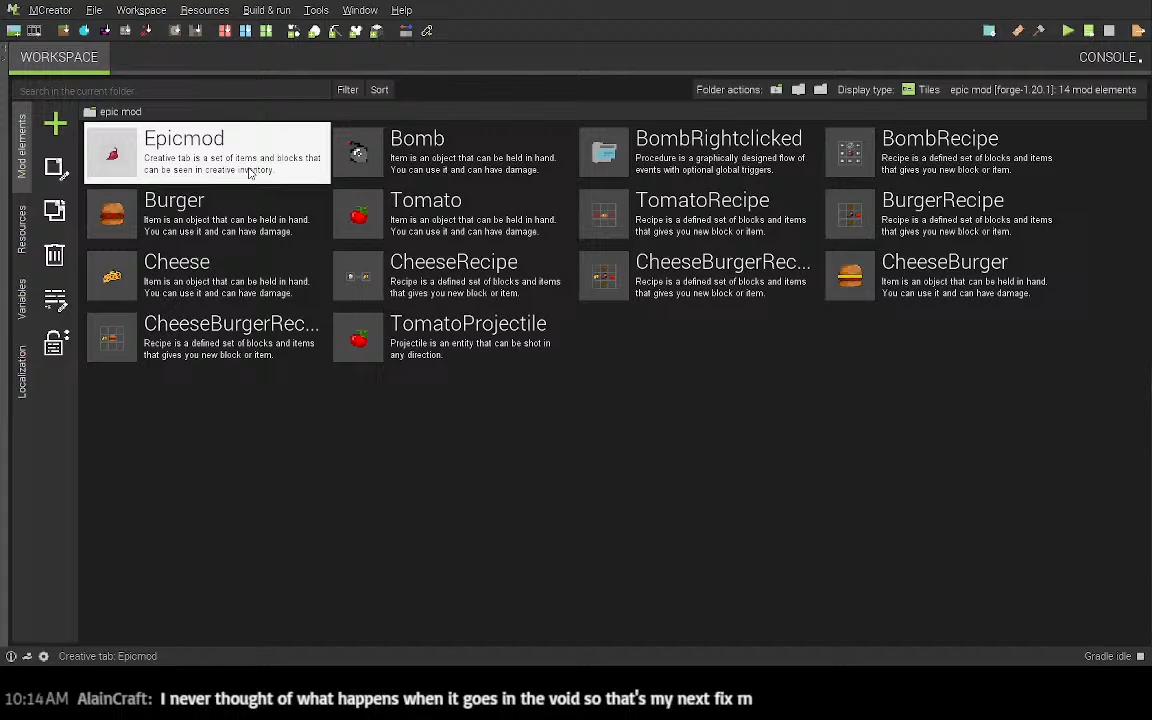 MCreator File Workspace Resources Build & run Tools Window Help
WORKSPACE
CONSOLE
Search in the current folder
Filter Sort
Folder actions: Display type: Tiles epic mod [forge-1.20.1]: 14 mod elements
epic mod
Mod elements
Resources
Variables
Localization
Epicmod
Creative tab is a set of items and blocks that
can be seen in creative inventory.
Bomb
Item is an object that can be held in hand.
You can use it and can have damage.
BombRightclicked
Procedure is a graphically designed flow of
events with optional global triggers.
BombRecipe
Recipe is a defined set of blocks and items
that gives you new block or item.
Burger
Item is an object that can be held in hand.
You can use it and can have damage.
Tomato
Item is an object that can be held in hand.
You can use it and can have damage.
TomatoRecipe
Recipe is a defined set of blocks and items
that gives you new block or item.
BurgerRecipe
Recipe is a defined set of blocks and items
that gives you new block or item.
Cheese
Item is an object that can be held in hand.
You can use it and can have damage.
CheeseRecipe
Recipe is a defined set of blocks and items
that gives you new block or item.
CheeseBurgerRec...
Recipe is a defined set of blocks and items
that gives you new block or item.
CheeseBurger
Item is an object that can be held in hand.
You can use it and can have damage.
CheeseBurgerRec...
Recipe is a defined set of blocks and items
that gives you new block or item.
TomatoProjectile
Projectile is an entity that can be shot in
any direction.
Creative tab: Epicmod
Gradle idle
10:14AM AlainCraft: I never thought of what happens when it goes in the void so that's my next fix m